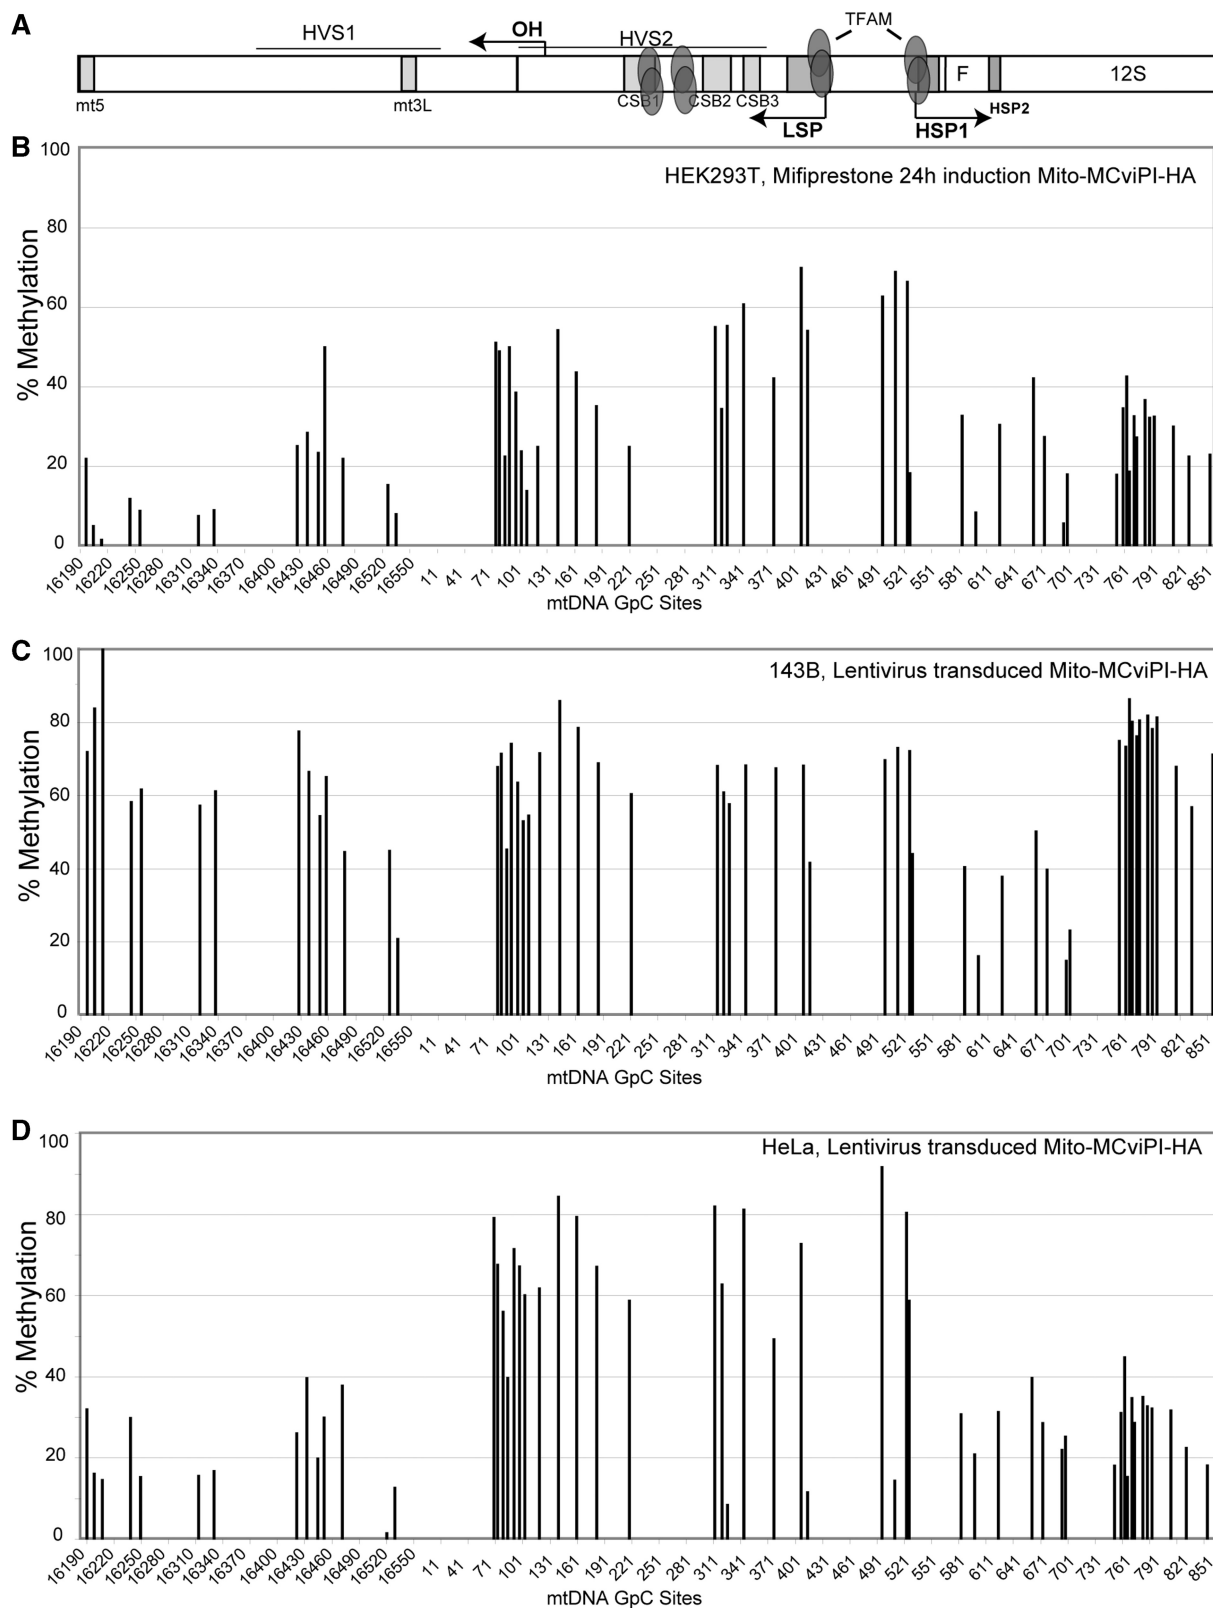 A
HVS1
OH
HVS2
TFAM
F
12S
mt5
mt3L
CSB1
CSB2
CSB3
LSP
HSP1
HSP2
B
HEK293T, Mifiprestone 24h induction Mito-MCviPI-HA
% Methylation
100
80
60
40
20
0
16190 16220 16250 16280 16310 16340 16370 16400 16430 16460 16490 16520 16550 11 41 71 101 131 161 191 221 251 281 311 341 371 401 431 461 491 521 551 581 611 641 671 701 731 761 791 821 851
mtDNA GpC Sites
C
143B, Lentivirus transduced Mito-MCviPI-HA
% Methylation
100
80
60
40
20
0
16190 16220 16250 16280 16310 16340 16370 16400 16430 16460 16490 16520 16550 11 41 71 101 131 161 191 221 251 281 311 341 371 401 431 461 491 521 551 581 611 641 671 701 731 761 791 821 851
mtDNA GpC Sites
D
HeLa, Lentivirus transduced Mito-MCviPI-HA
% Methylation
100
80
60
40
20
0
16190 16220 16250 16280 16310 16340 16370 16400 16430 16460 16490 16520 16550 11 41 71 101 131 161 191 221 251 281 311 341 371 401 431 461 491 521 551 581 611 641 671 701 731 761 791 821 851
mtDNA GpC Sites